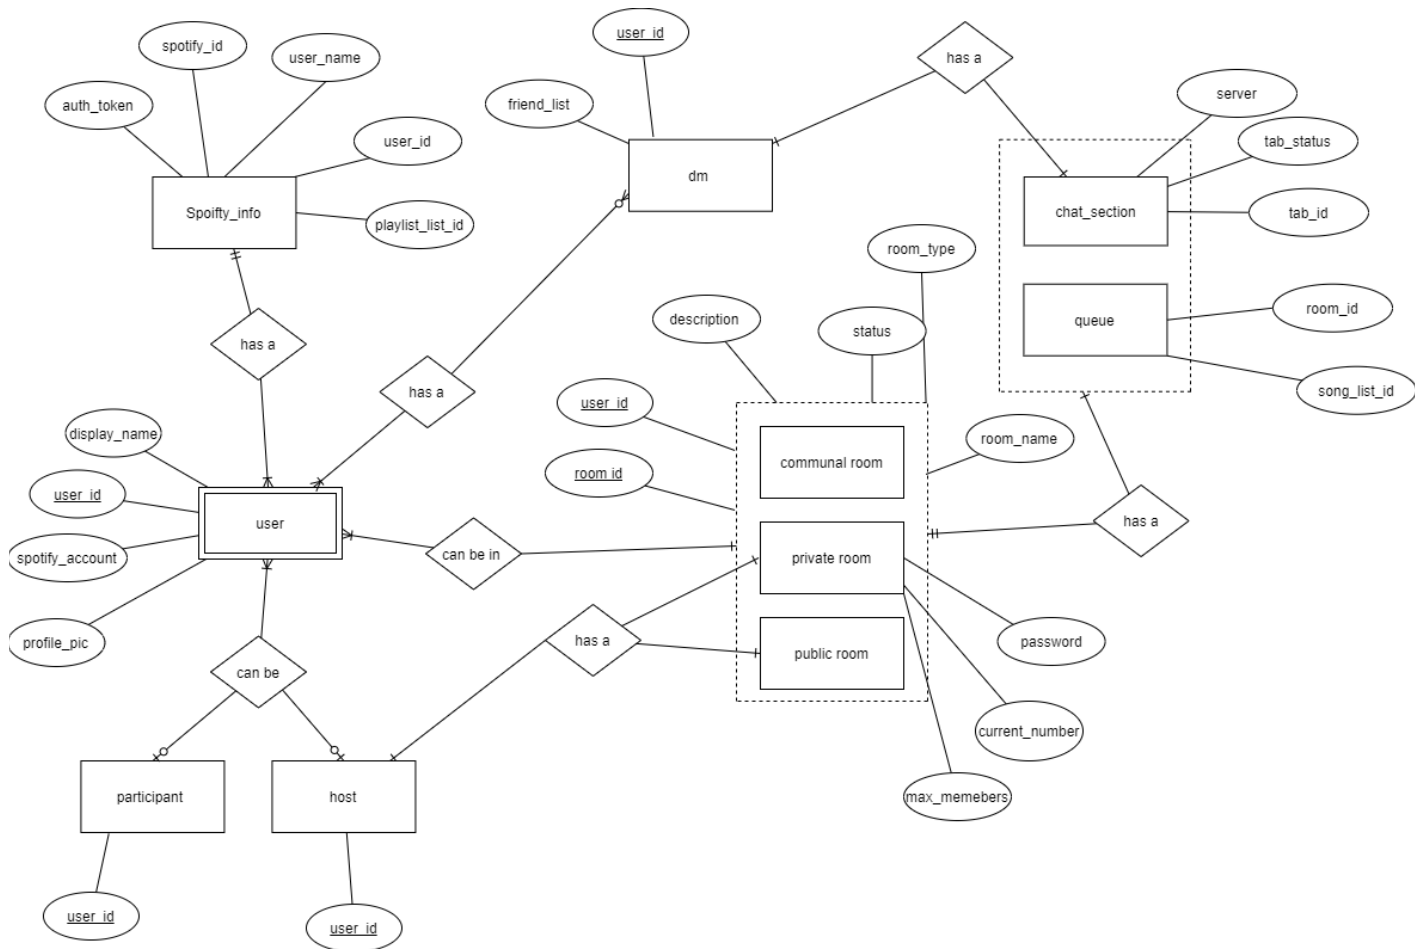 spotify_id
user_name
auth_token
user_id
Spoifty_info
playlist_list_id
user_id
friend_list
dm
has a
server
tab_status
chat_section
tab_id
room_type
queue
room_id
song_list_id
description
status
has a
has a
display_name
user_id
user
spotify_account
profile_pic
user_id
room id
communal room
room_name
can be in
private room
has a
has a
public room
password
can be
current_number
participant
host
max_memebers
user_id
user_id